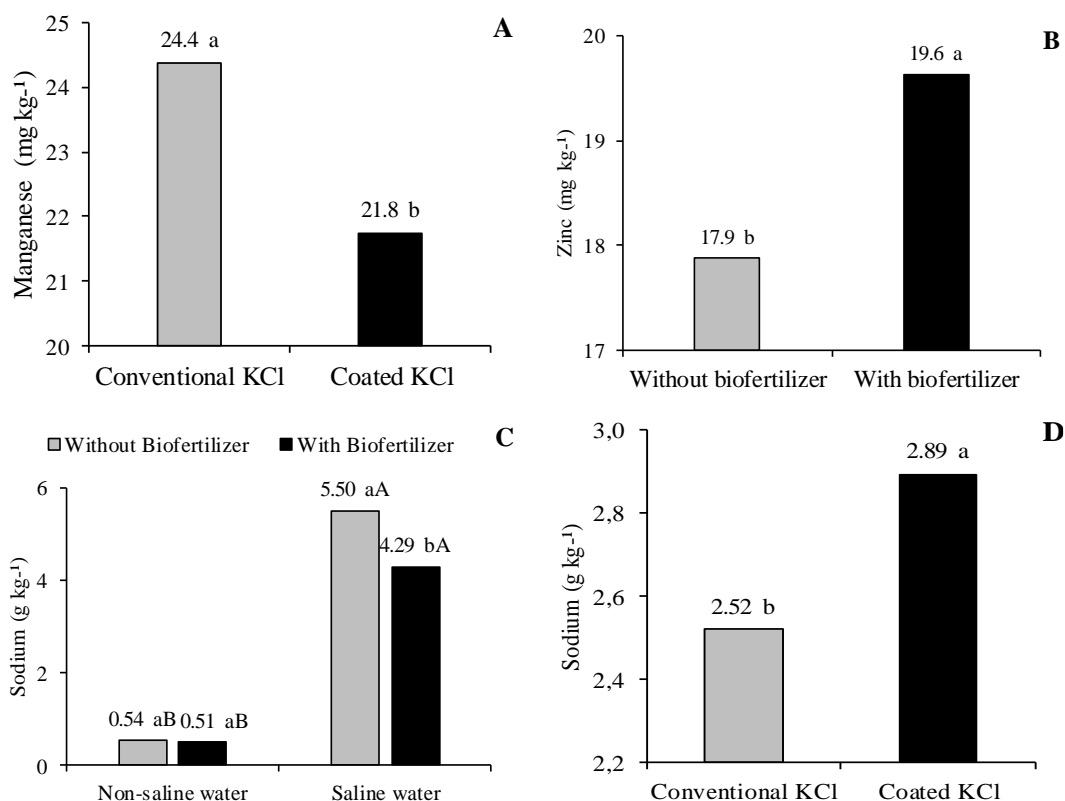 A
Manganese (mg kg-¹)
25
24
23
22
21
20
24.4 a
21.8 b
Conventional KCl
Coated KCl
B
Zinc (mg kg-¹)
20
19
18
17
17.9 b
19.6 a
Without biofertilizer
With biofertilizer
Without Biofertilizer
With Biofertilizer
C
Sodium (g kg-¹)
6
4
2
0
0.54 aB
0.51 aB
5.50 aA
4.29 bA
Non-saline water
Saline water
D
Sodium (g kg-¹)
3,0
2,8
2,6
2,4
2,2
2.52 b
2.89 a
Conventional KCl
Coated KCl